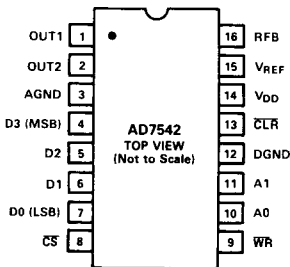 OUT1 1 16 RFB
OUT2 2 15 VREF
AGND 3 14 VDD
D3 (MSB) 4 13 CLR
D2 5 12 DGND
D1 6 11 A1
D0 (LSB) 7 10 A0
CS 8 9 WR
AD7542
TOP VIEW
(Not to Scale)